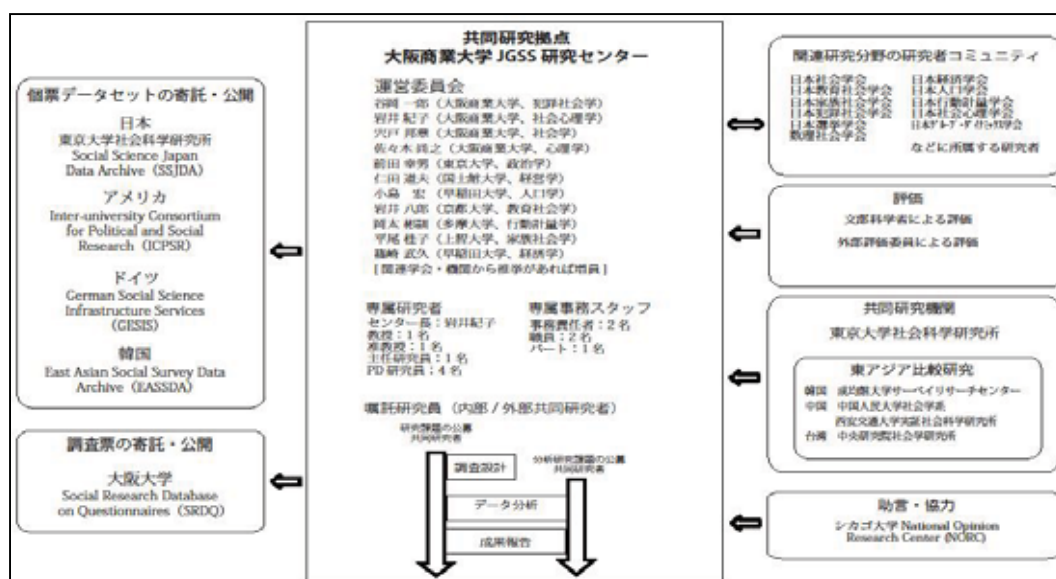 個票データセットの寄託・公開
日本
東京大学社会科学研究所
Social Science Japan
Data Archive (SSJDA)
アメリカ
Inter-university Consortium
for Political and Social
Research (ICPSR)
ドイツ
German Social Science
Infrastructure Services
(GESIS)
韓国
East Asian Social Survey Data
Archive (EASSDA)
調査票の寄託・公開
大阪大学
Social Research Database
on Questionnaires (SRDQ)
共同研究拠点
大阪商業大学 JGSS 研究センター
運営委員会
谷岡 一郎（大阪商業大学、犯罪社会学）
岩井 紀子（大阪商業大学、社会心理学）
宍戸 邦章（大阪商業大学、社会学）
佐々木 尚之（大阪商業大学、心理学）
前田 幸男（東京大学、政治学）
仁田 道夫（国士舘大学、経営学）
小島 宏（早稲田大学、人口学）
岩井 八郎（京都大学、教育社会学）
（多摩大学、行動計量学）
平尾 桂子（上智大学、家族社会学）
篠崎 武久（早稲田大学、経済学）
[ 関連学会・機関から推挙があれば増員 ]
専属研究者
センター長：岩井紀子
教授：1 名
准教授：1 名
主任研究員：1 名
PD 研究員：4 名
専属事務スタッフ
事務責任者：2 名
職員：2 名
パート：1 名
嘱託研究員（内部 / 外部共同研究者）
研究課題の公募
共同研究者
分析研究課題の公募
共同研究者
調査設計
データ分析
成果報告
関連研究分野の研究者コミュニティ
日本社会学会
日本教育社会学会
日本家族社会学会
日本犯罪社会学会
日本選挙学会
数理社会学会
日本経済学会
日本人口学会
日本行動計量学会
日本社会心理学会
日本ｸﾞﾙｰﾌﾟ・ﾀﾞｲﾅﾐｯｸｽ学会
などに所属する研究者
評価
文部科学省による評価
外部評価委員による評価
共同研究機関
東京大学社会科学研究所
東アジア比較研究
韓国 成均館大学サーベイリサーチセンター
中国 中国人民大学社会学系
西安交通大学実証社会科学研究所
台湾 中央研究院社会学研究所
助言・協力
シカゴ大学 National Opinion
Research Center (NORC)